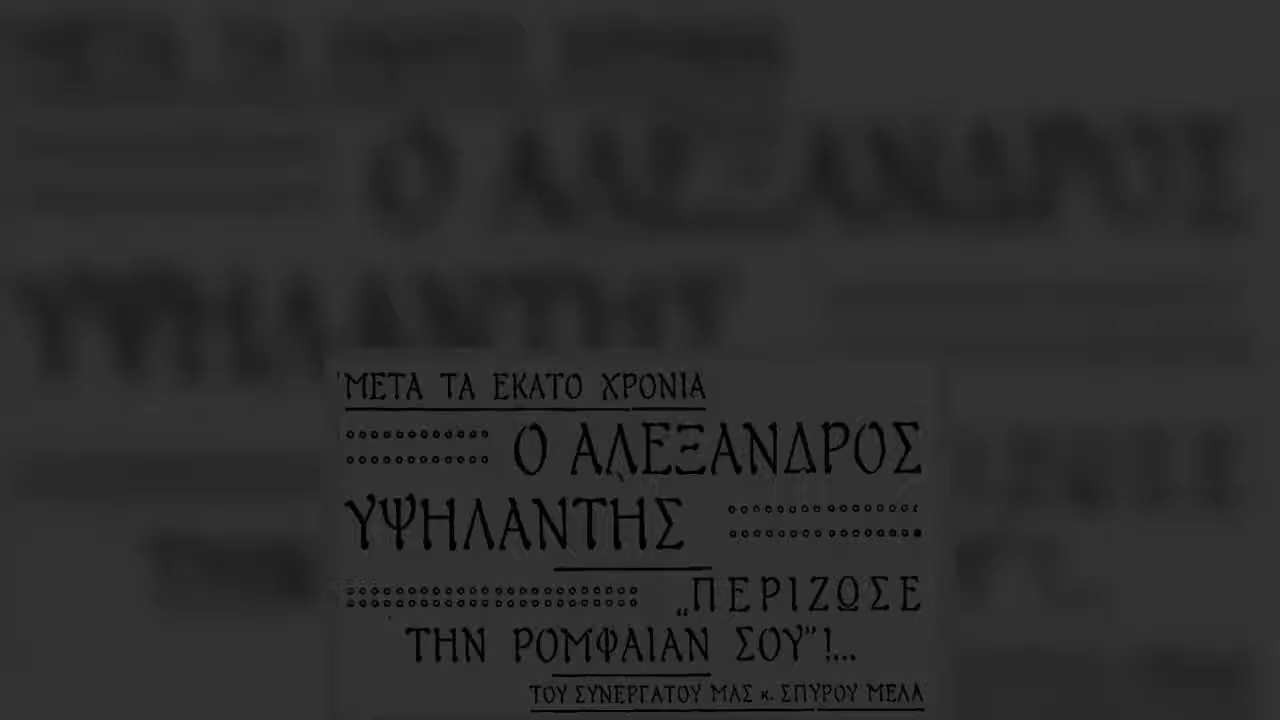 ΜΕΤΑ ΤΑ ΕΚΑΤΟ ΧΡΟΝΙΑ
Ο ΑΛΕΞΑΝΔΡΟΣ
ΥΨΗΛΑΝΤΗΣ
„ΠΕΡΙΖΩΣΕ
ΤΗΝ ΡΟΜΦΑΙΑΝ ΣΟΥ”!...
ΤΟΥ ΣΥΝΕΡΓΑΤΟΥ ΜΑΣ κ. ΣΠΥΡΟΥ ΜΕΛΑ